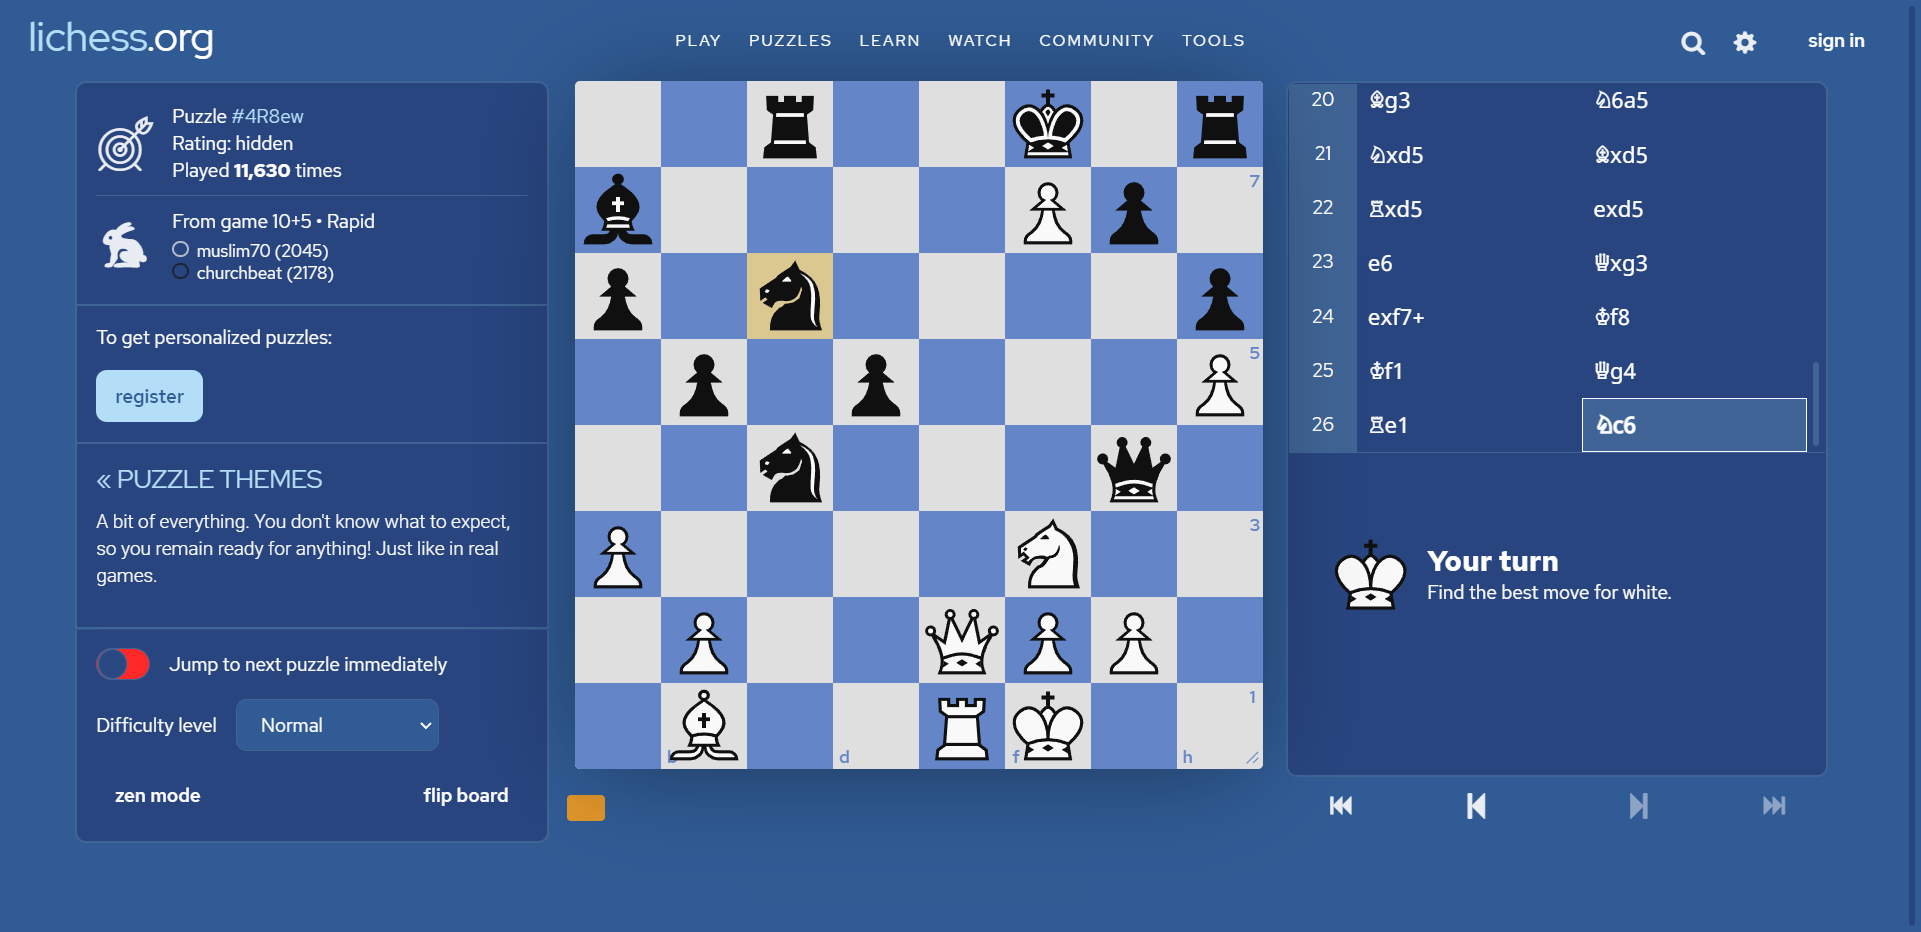 lichess.org
PLAY PUZZLES LEARN WATCH COMMUNITY TOOLS
sign in
Puzzle #4R8ew
Rating: hidden
Played 11,630 times
From game 10+5 • Rapid
muslim70 (2045)
churchbeat (2178)
To get personalized puzzles:
register
« PUZZLE THEMES
A bit of everything. You don't know what to expect,
so you remain ready for anything! Just like in real
games.
Jump to next puzzle immediately
Difficulty level Normal
zen mode flip board
7
5
3
1
b d f h
20 ♗g3 ♘6a5
21 ♘xd5 ♗xd5
22 ♖xd5 exd5
23 e6 ♕xg3
24 exf7+ ♔f8
25 ♔f1 ♕g4
26 ♖e1 ♘c6
Your turn
Find the best move for white.